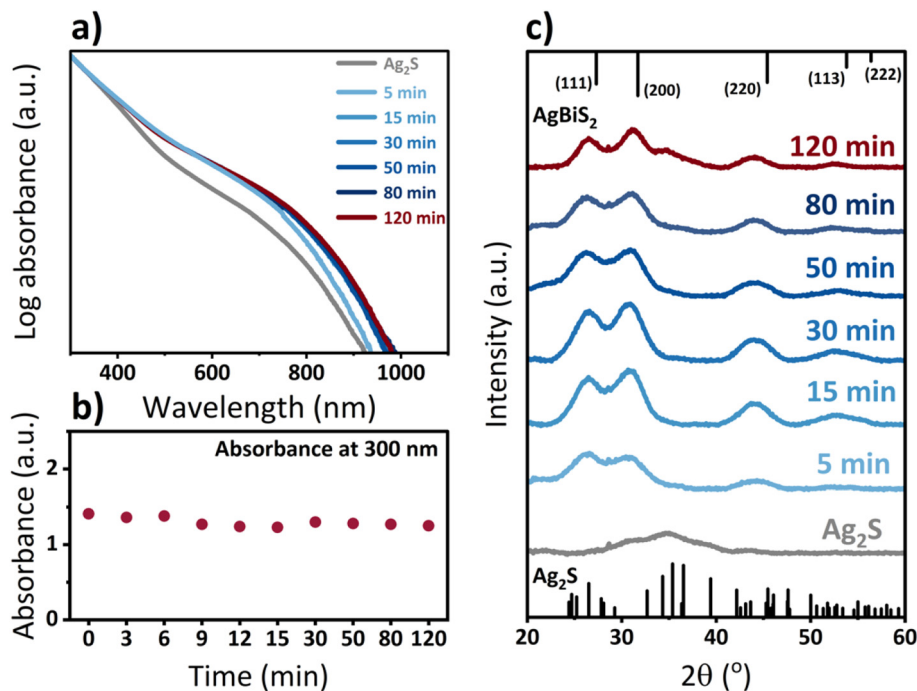 a)
Log absorbance (a.u.)
Ag₂S
5 min
15 min
30 min
50 min
80 min
120 min
400 600 800 1000
Wavelength (nm)
b)
Absorbance at 300 nm
Absorbance (a.u.)
2
1
0
0 3 6 9 12 15 30 50 80 120
Time (min)
c)
Intensity (a.u.)
(111) (200) (220) (113) (222)
AgBiS₂
120 min
80 min
50 min
30 min
15 min
5 min
Ag₂S
Ag₂S
20 30 40 50 60
2θ (°)